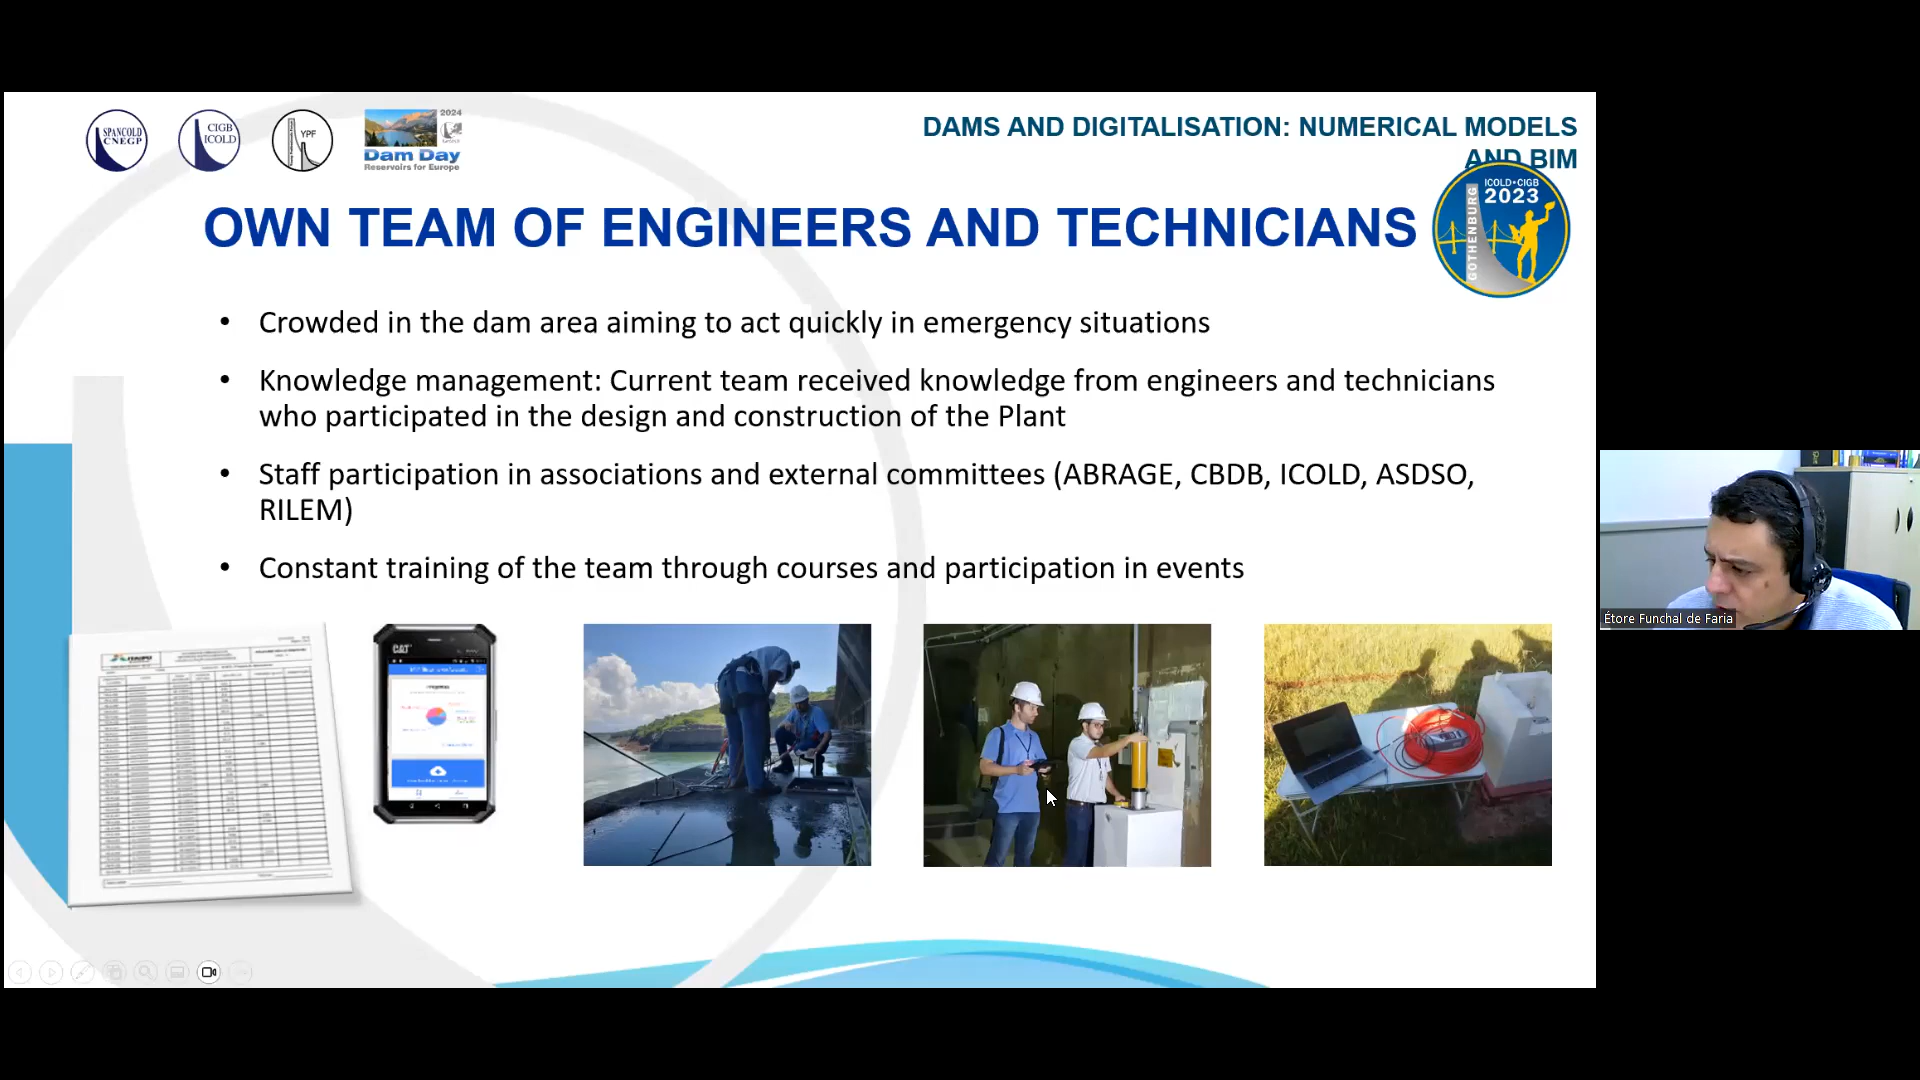 SPANCOLD
CNEGP
CIGB
ICOLD
YPF
2024
Dam Day
Reservoirs for Europe
DAMS AND DIGITALISATION: NUMERICAL MODELS
AND BIM
ICOLD•CIGB
2023
GOTHENBURG
OWN TEAM OF ENGINEERS AND TECHNICIANS
• Crowded in the dam area aiming to act quickly in emergency situations
• Knowledge management: Current team received knowledge from engineers and technicians
who participated in the design and construction of the Plant
• Staff participation in associations and external committees (ABRAGE, CBDB, ICOLD, ASDSO,
RILEM)
• Constant training of the team through courses and participation in events
Étore Funchal de Faria
ITAIPU
CAT